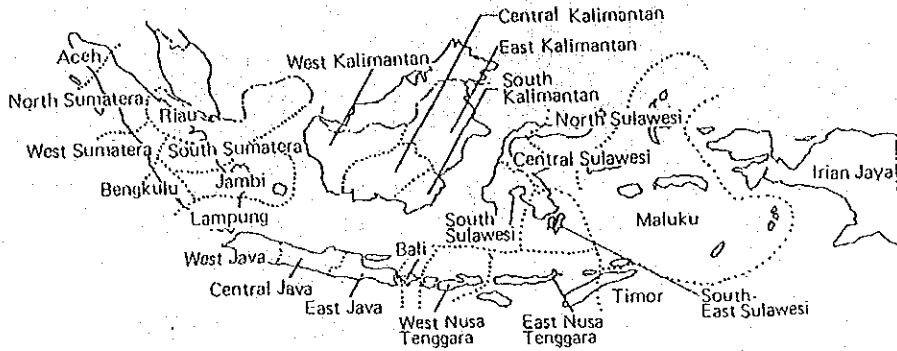 Central Kalimantan
East Kalimantan
West Kalimantan
South
Kalimantan
Aceh
North Sumatera
Riau
North Sulawesi
West Sumatera
South Sumatera
Central Sulawesi
Irian Jaya
Bengkulu
Jambi
Lampung
South
Sulawesi
Maluku
West Java
Bali
Central Java
East Java
West Nusa
Tenggara
East Nusa
Tenggara
Timor
South-
East Sulawesi